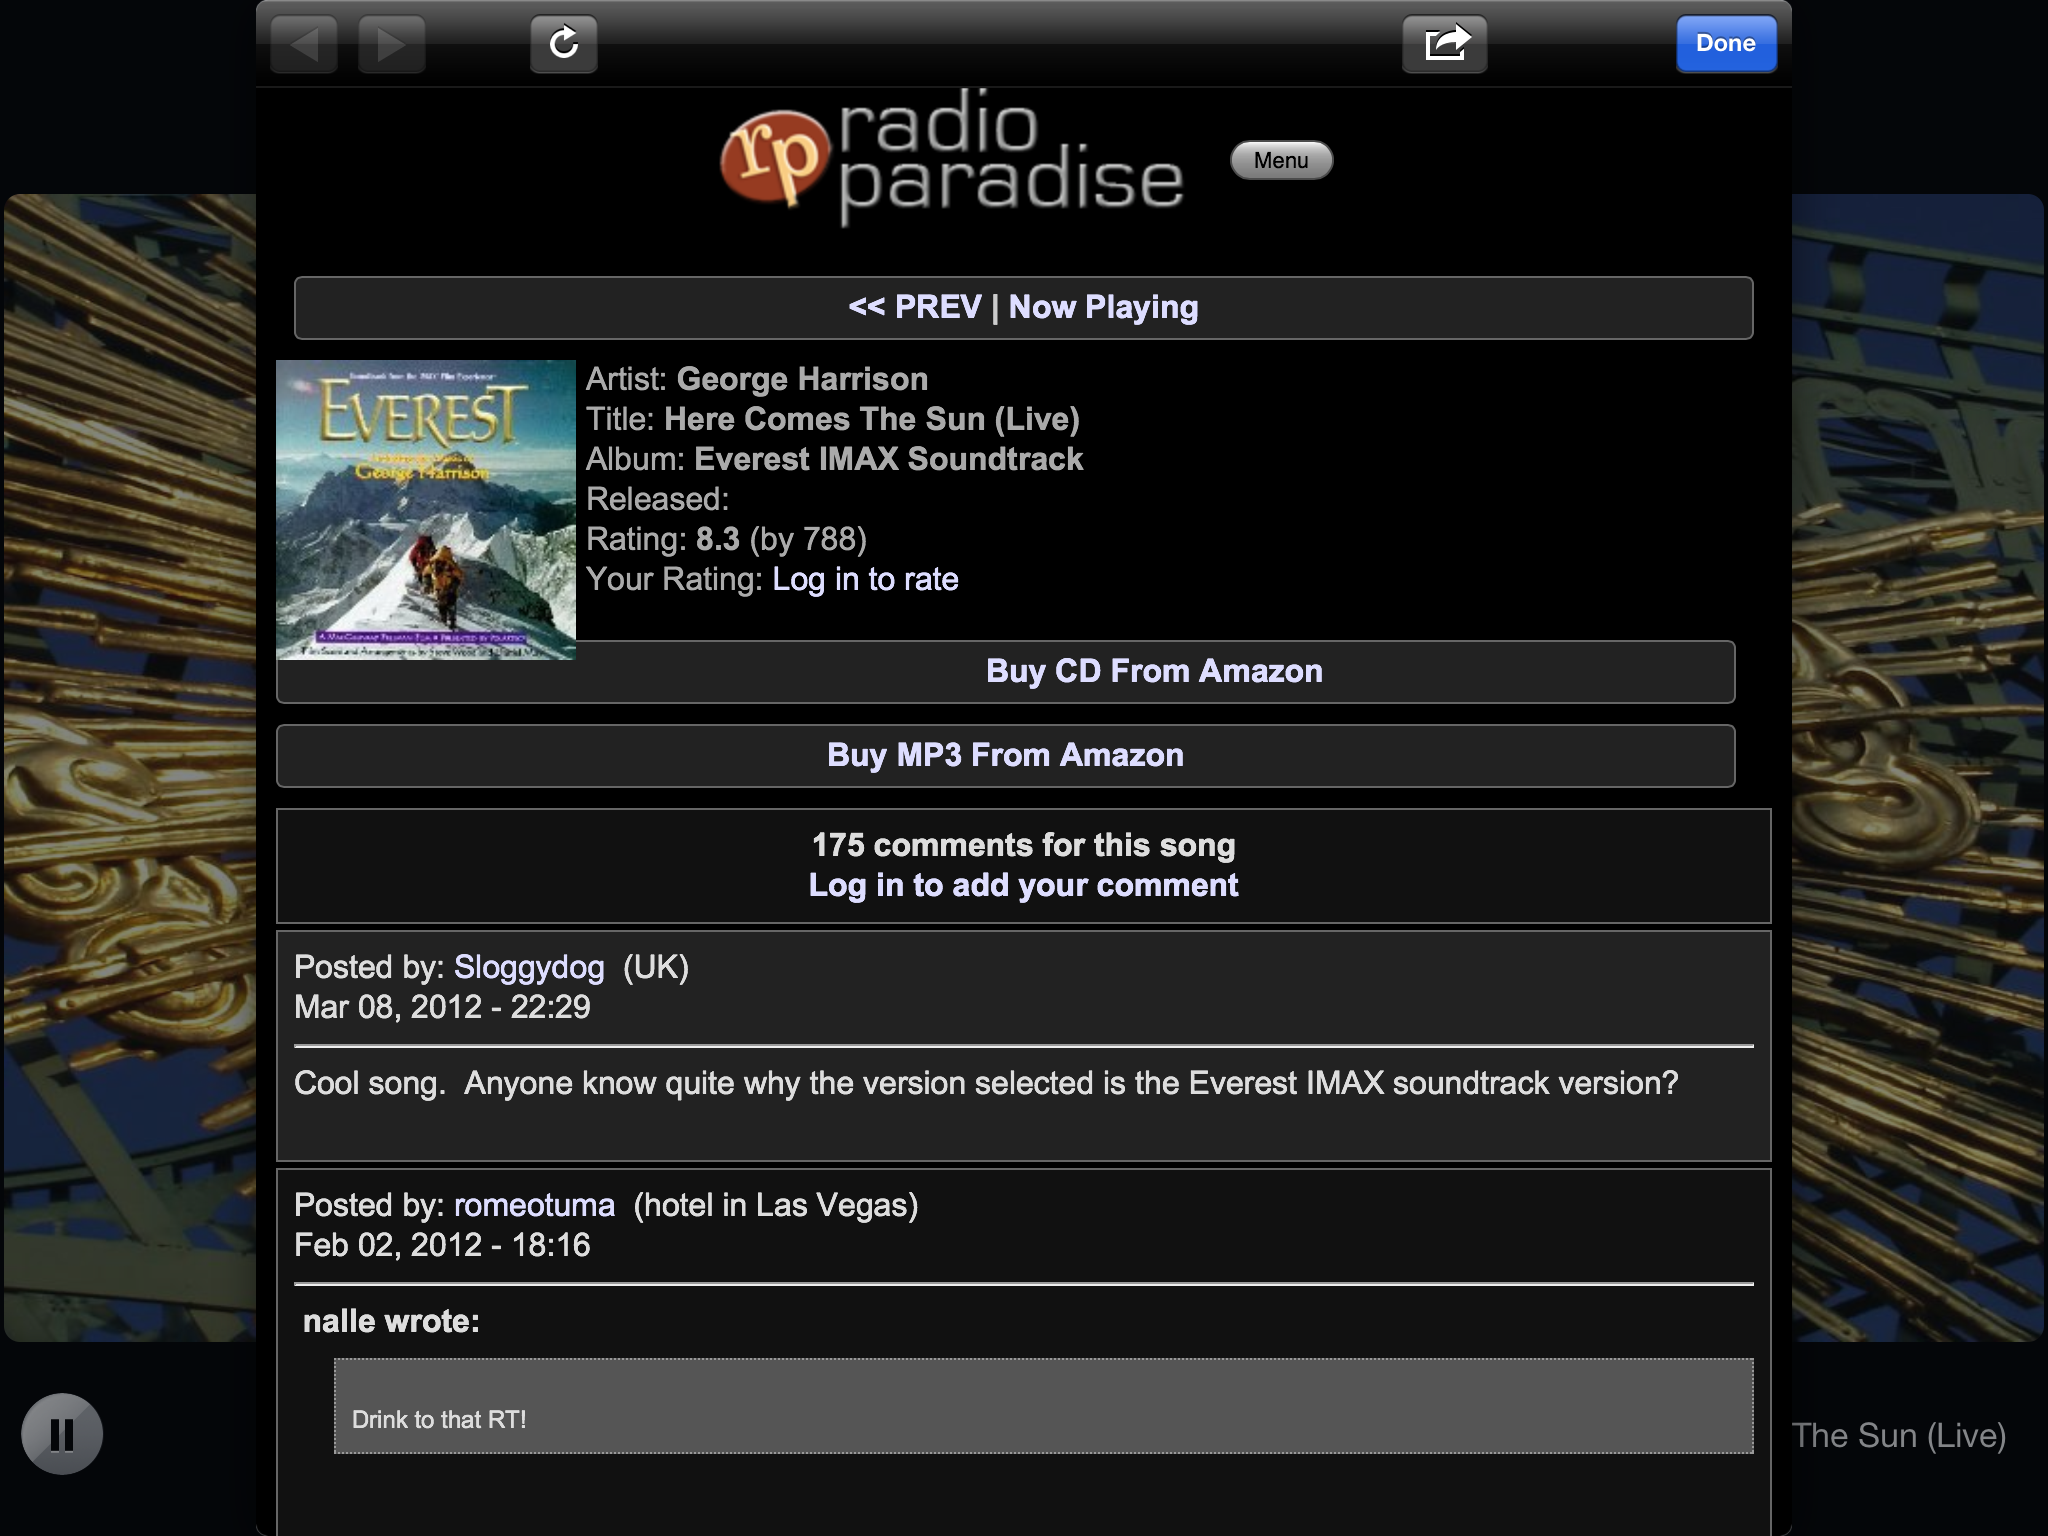 Done
rp radio
paradise
Menu
<< PREV | Now Playing
EVEREST
George Harrison
Artist: George Harrison
Title: Here Comes The Sun (Live)
Album: Everest IMAX Soundtrack
Released:
Rating: 8.3 (by 788)
Your Rating: Log in to rate
Buy CD From Amazon
Buy MP3 From Amazon
175 comments for this song
Log in to add your comment
Posted by: Sloggydog  (UK)
Mar 08, 2012 - 22:29
Cool song.  Anyone know quite why the version selected is the Everest IMAX soundtrack version?
Posted by: romeotuma  (hotel in Las Vegas)
Feb 02, 2012 - 18:16
nalle wrote:
Drink to that RT!
The Sun (Live)